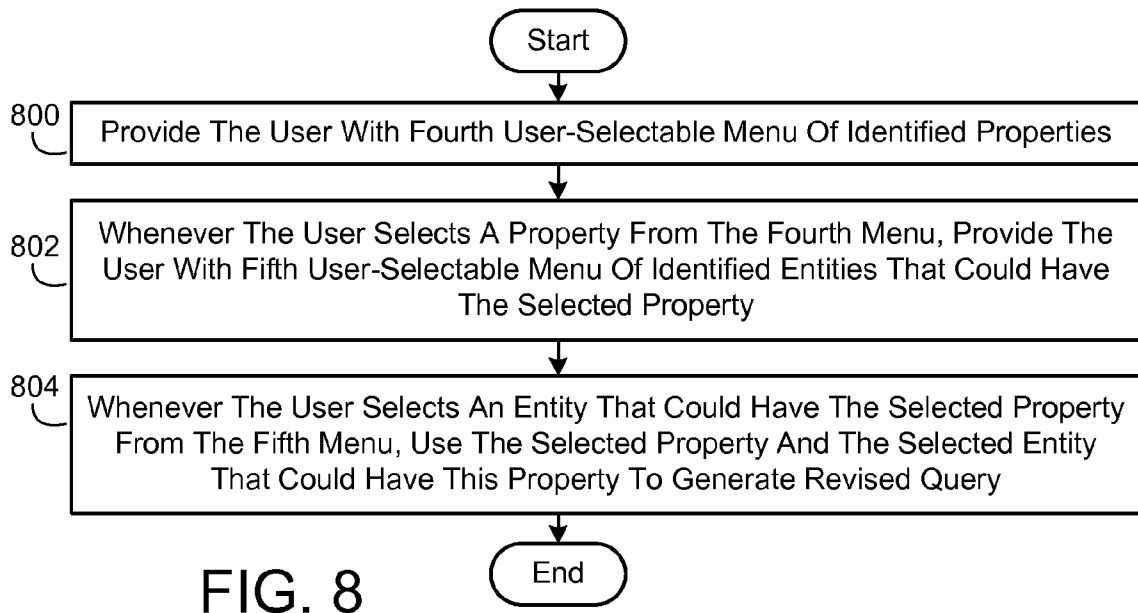 Start
800
Provide The User With Fourth User-Selectable Menu Of Identified Properties
802
Whenever The User Selects A Property From The Fourth Menu, Provide The
User With Fifth User-Selectable Menu Of Identified Entities That Could Have
The Selected Property
804
Whenever The User Selects An Entity That Could Have The Selected Property
From The Fifth Menu, Use The Selected Property And The Selected Entity
That Could Have This Property To Generate Revised Query
End
FIG. 8